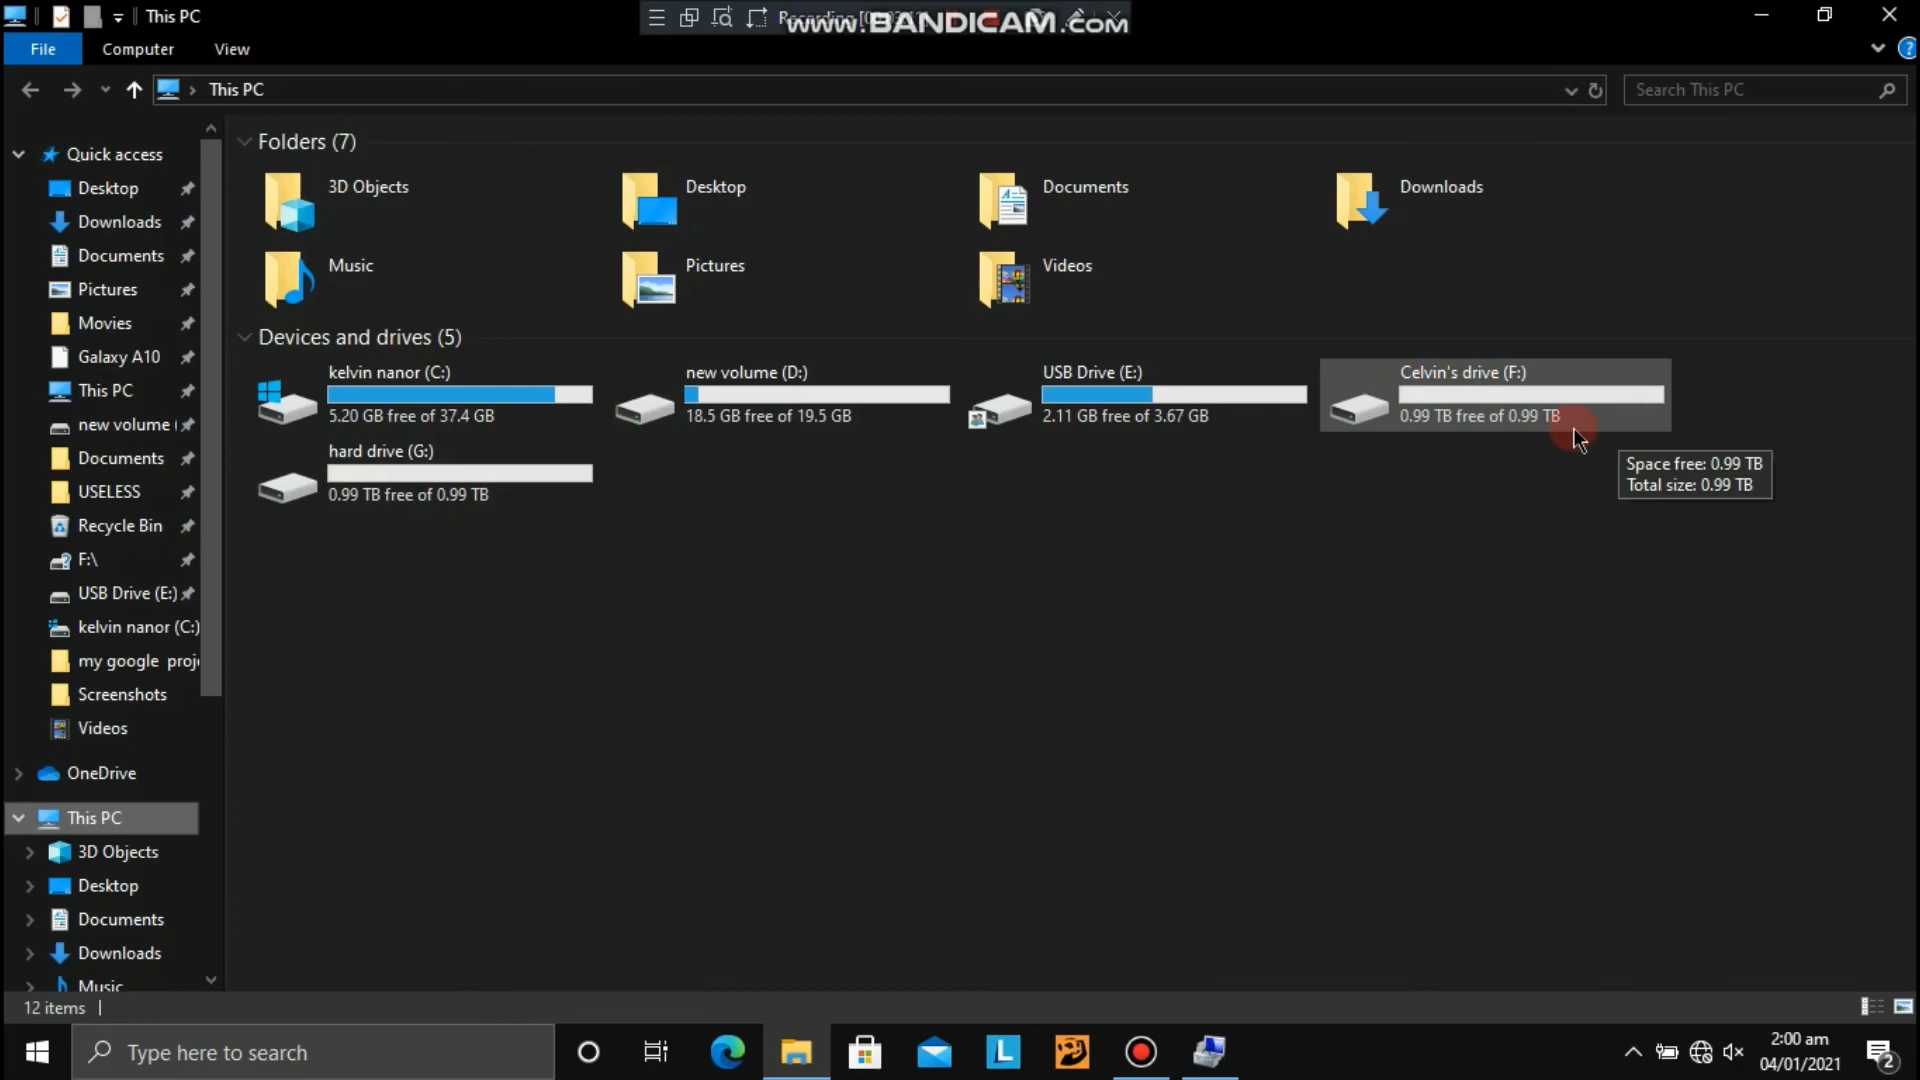 This PC
Recording [
www.BANDICAM.com
File
Computer
View
This PC
Search This PC
Quick access
Desktop
Downloads
Documents
Pictures
Movies
Galaxy A10
This PC
new volume (
Documents
USELESS
Recycle Bin
F:\
USB Drive (E:)
kelvin nanor (C:)
my google proj
Screenshots
Videos
OneDrive
This PC
3D Objects
Desktop
Documents
Downloads
Music
Folders (7)
3D Objects
Desktop
Documents
Downloads
Music
Pictures
Videos
Devices and drives (5)
kelvin nanor (C:)
5.20 GB free of 37.4 GB
new volume (D:)
18.5 GB free of 19.5 GB
USB Drive (E:)
2.11 GB free of 3.67 GB
Celvin's drive (F:)
0.99 TB free of 0.99 TB
hard drive (G:)
0.99 TB free of 0.99 TB
Space free: 0.99 TB
Total size: 0.99 TB
12 items
Type here to search
L
2:00 am
04/01/2021
2